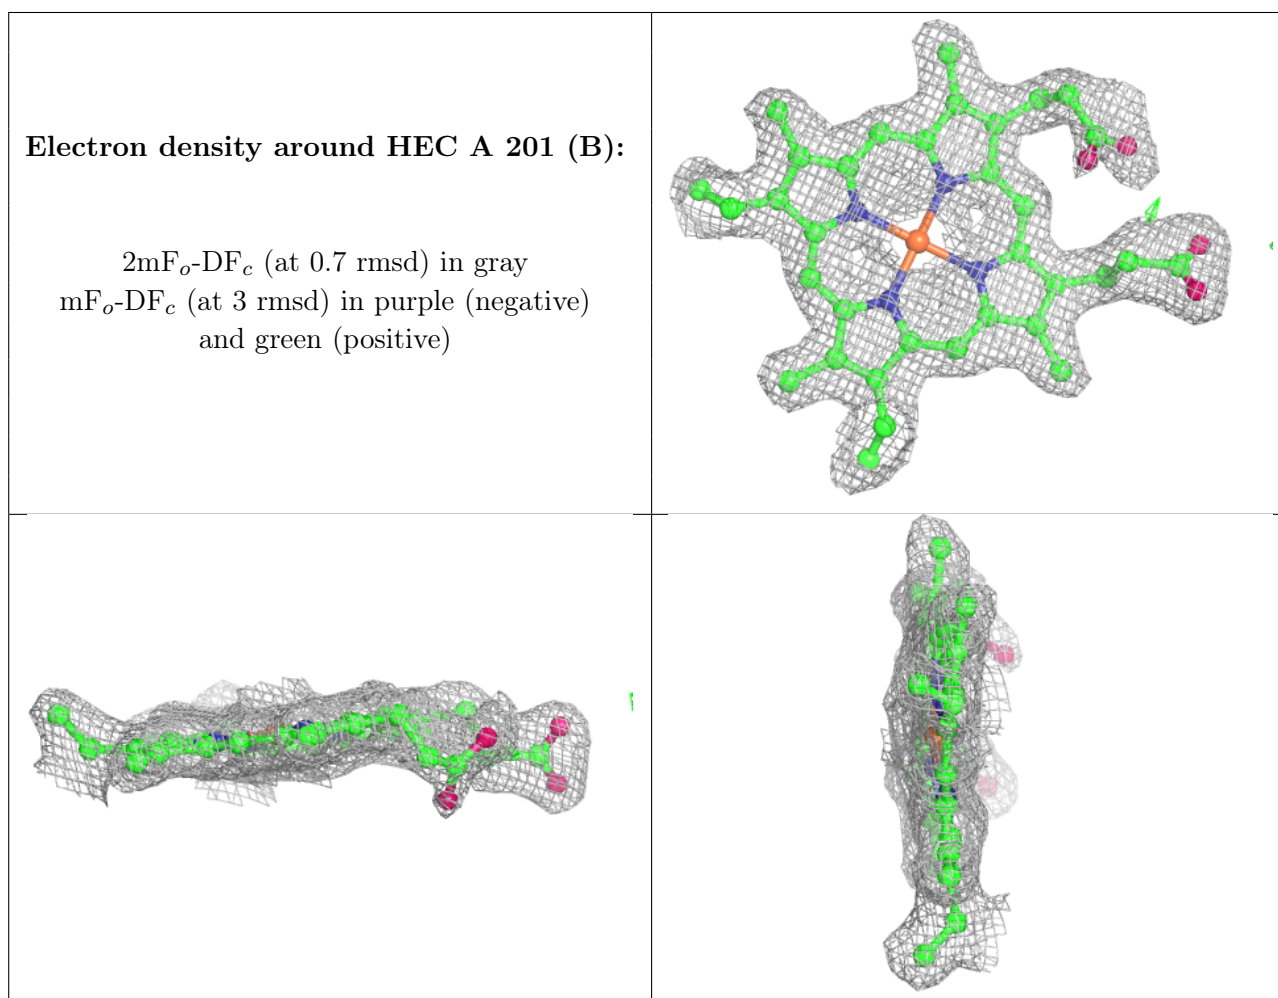 Electron density around HEC A 201 (B):
2mFo-DFc (at 0.7 rmsd) in gray
mFo-DFc (at 3 rmsd) in purple (negative)
and green (positive)